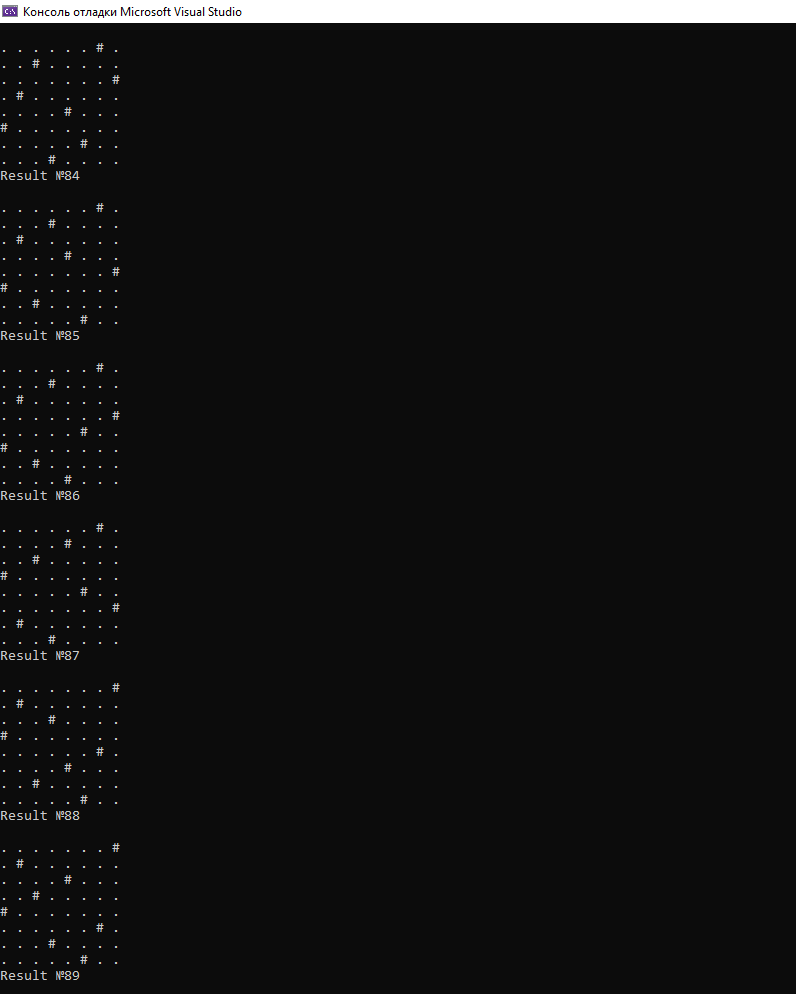 Консоль отладки Microsoft Visual Studio
. . . . . . # .
. . # . . . . .
. . . . . . . #
. # . . . . . .
. . . . # . . .
# . . . . . . .
. . . . . # . .
. . . # . . . .
Result №84
. . . . . . # .
. . . # . . . .
. # . . . . . .
. . . . # . . .
. . . . . . . #
# . . . . . . .
. . # . . . . .
. . . . . # . .
Result №85
. . . . . . # .
. . . # . . . .
. # . . . . . .
. . . . . . . #
. . . . . # . .
# . . . . . . .
. . # . . . . .
. . . . # . . .
Result №86
. . . . . . # .
. . . . # . . .
. . # . . . . .
# . . . . . . .
. . . . . # . .
. . . . . . . #
. # . . . . . .
. . . # . . . .
Result №87
. . . . . . . #
. # . . . . . .
. . . # . . . .
# . . . . . . .
. . . . . . # .
. . . . # . . .
. . # . . . . .
. . . . . # . .
Result №88
. . . . . . . #
. # . . . . . .
. . . . # . . .
. . # . . . . .
# . . . . . . .
. . . . . . # .
. . . # . . . .
. . . . . # . .
Result №89